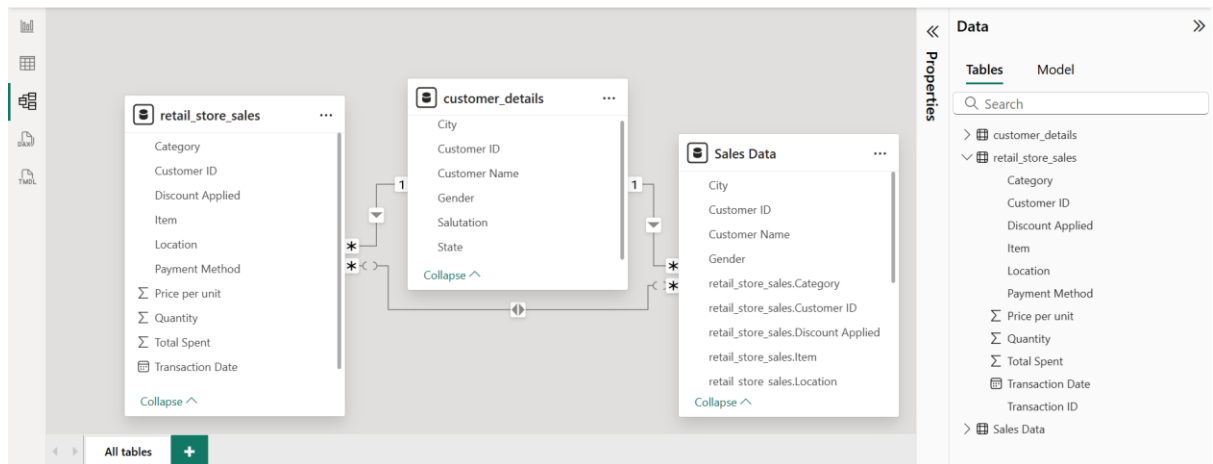 DAX
TMDL
retail_store_sales
...
Category
Customer ID
Discount Applied
Item
Location
Payment Method
∑ Price per unit
∑ Quantity
∑ Total Spent
Transaction Date
Collapse
customer_details
...
City
Customer ID
Customer Name
Gender
Salutation
State
Collapse
1
1
*
*
*
*
Sales Data
...
City
Customer ID
Customer Name
Gender
retail_store_sales.Category
retail_store_sales.Customer ID
retail_store_sales.Discount Applied
retail_store_sales.Item
retail_store_sales.Location
Collapse
All tables
+
Properties
Data
Tables Model
Search
customer_details
retail_store_sales
Category
Customer ID
Discount Applied
Item
Location
Payment Method
∑ Price per unit
∑ Quantity
∑ Total Spent
Transaction Date
Transaction ID
Sales Data